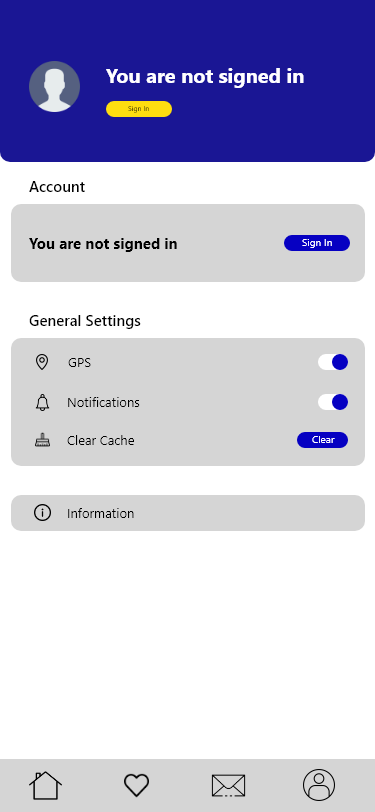 You are not signed in
Sign In
Account
You are not signed in
Sign In
General Settings
GPS
Notifications
Clear Cache
Clear
Information